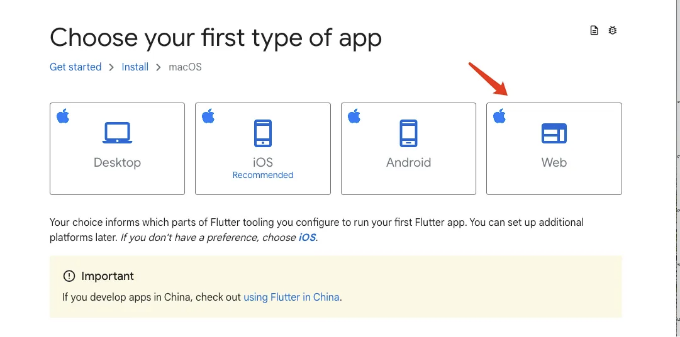 Choose your first type of app
Get started > Install > macOS
Desktop
iOS
Recommended
Android
Web
Your choice informs which parts of Flutter tooling you configure to run your first Flutter app. You can set up additional
platforms later. If you don't have a preference, choose iOS.
Important
If you develop apps in China, check out using Flutter in China.